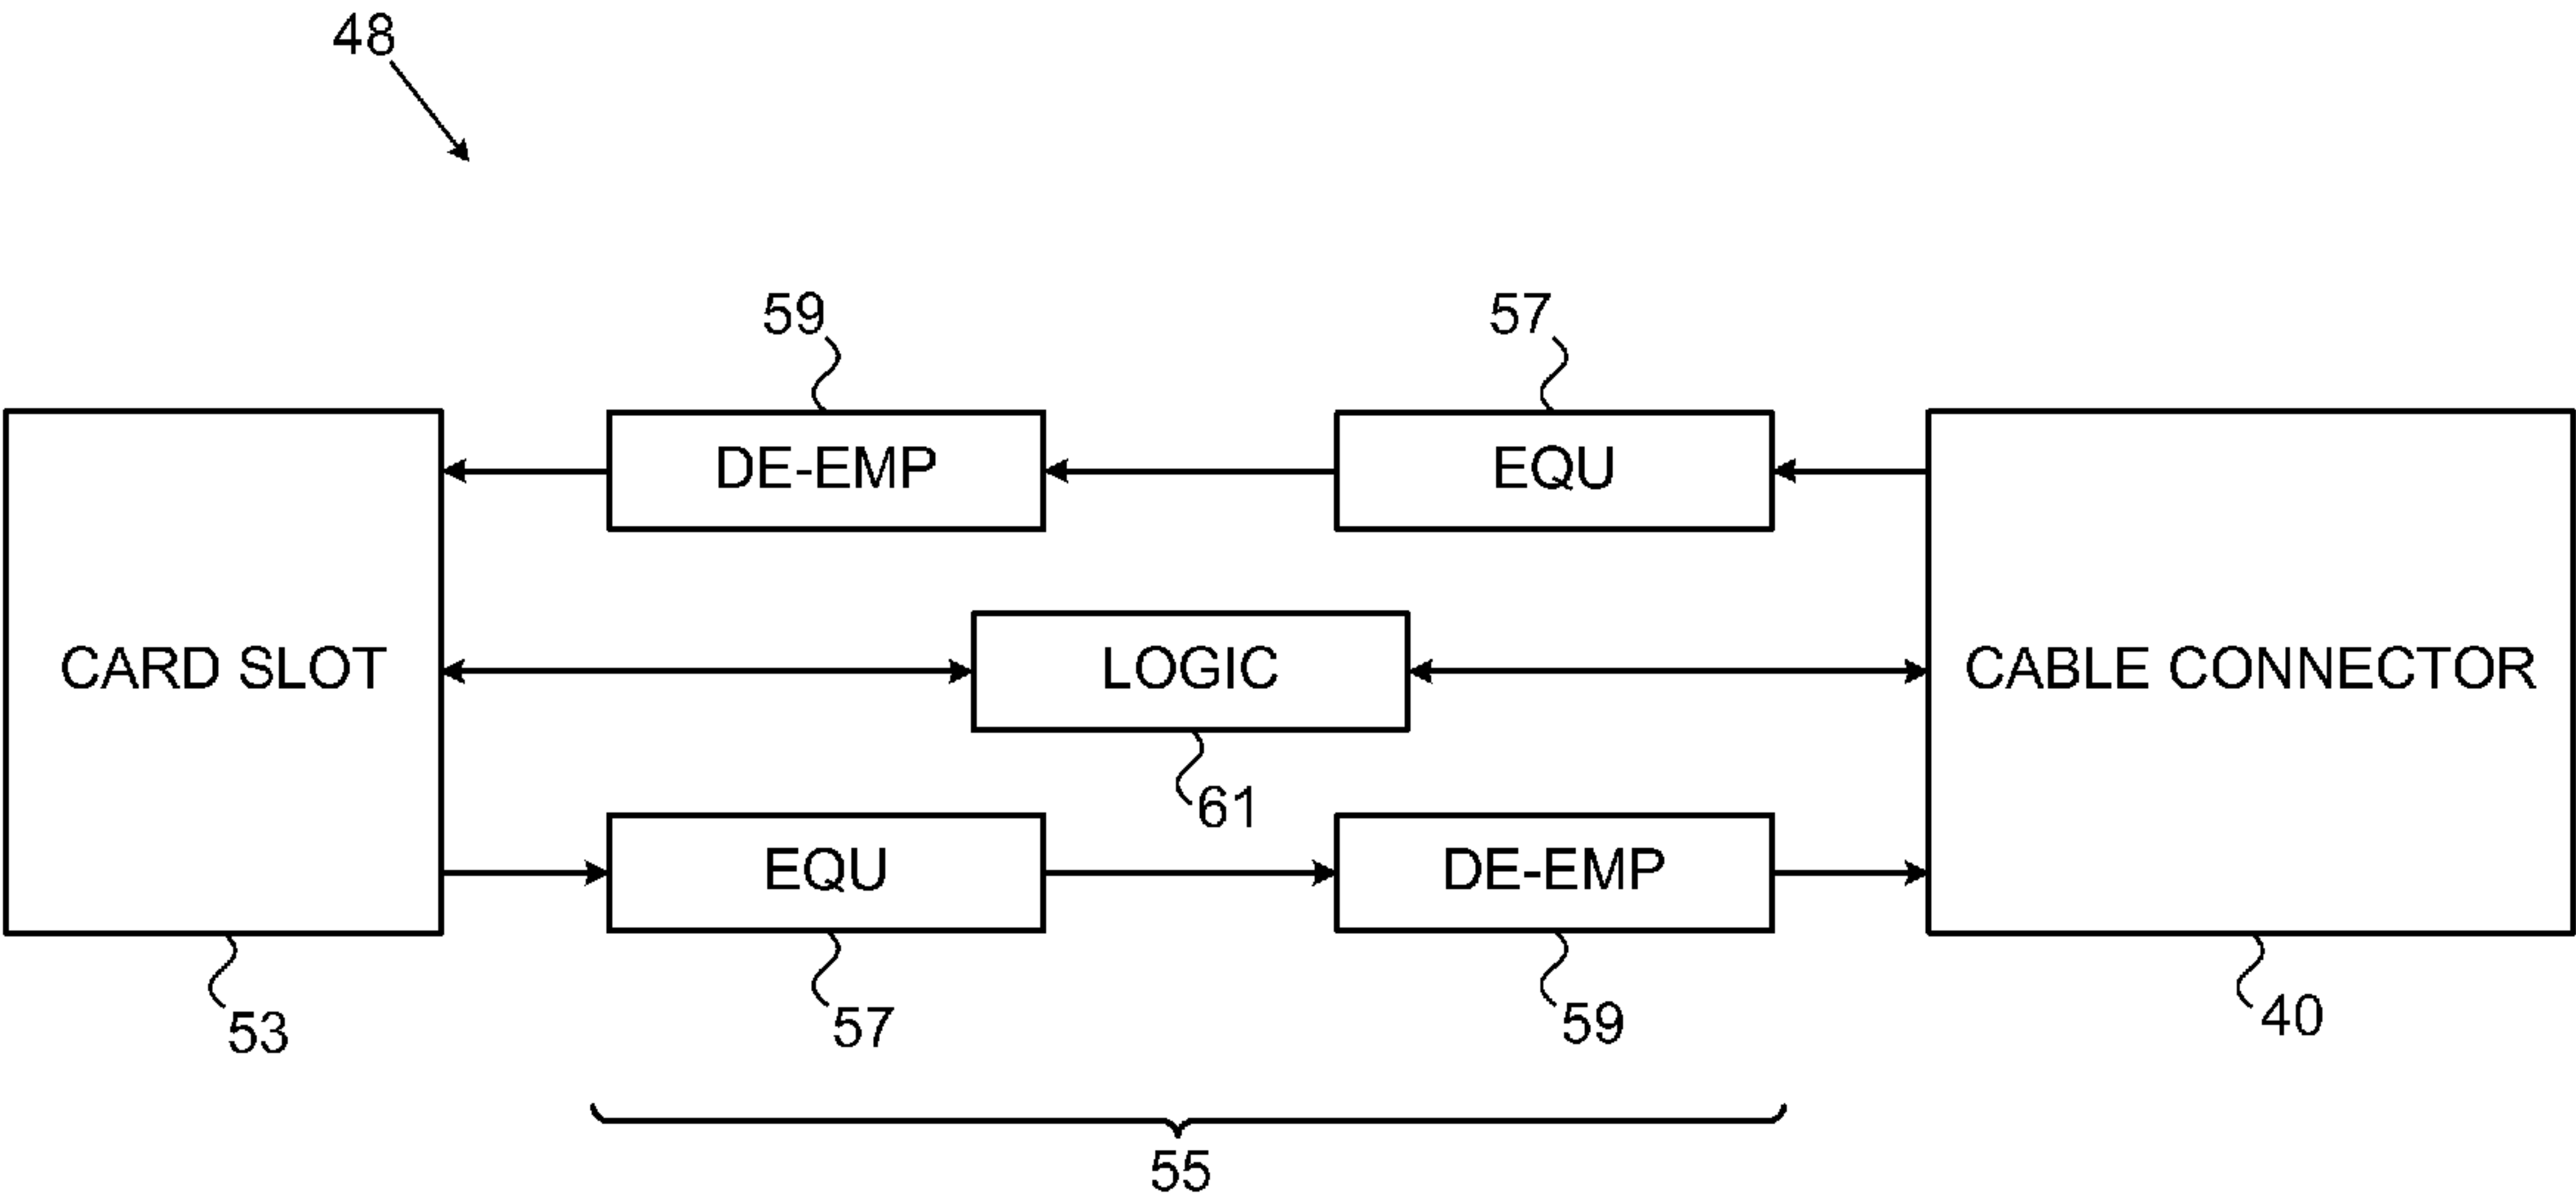 48
59
57
DE-EMP
EQU
CARD SLOT
LOGIC
CABLE CONNECTOR
61
EQU
DE-EMP
53
57
59
40
55